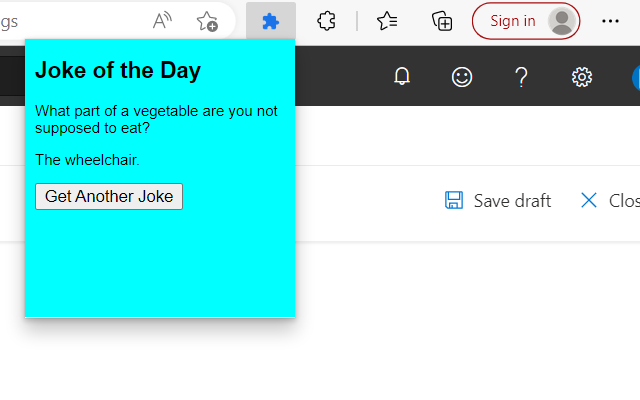 gs
Sign in
Joke of the Day
What part of a vegetable are you not
supposed to eat?
The wheelchair.
Get Another Joke
Save draft
Clos